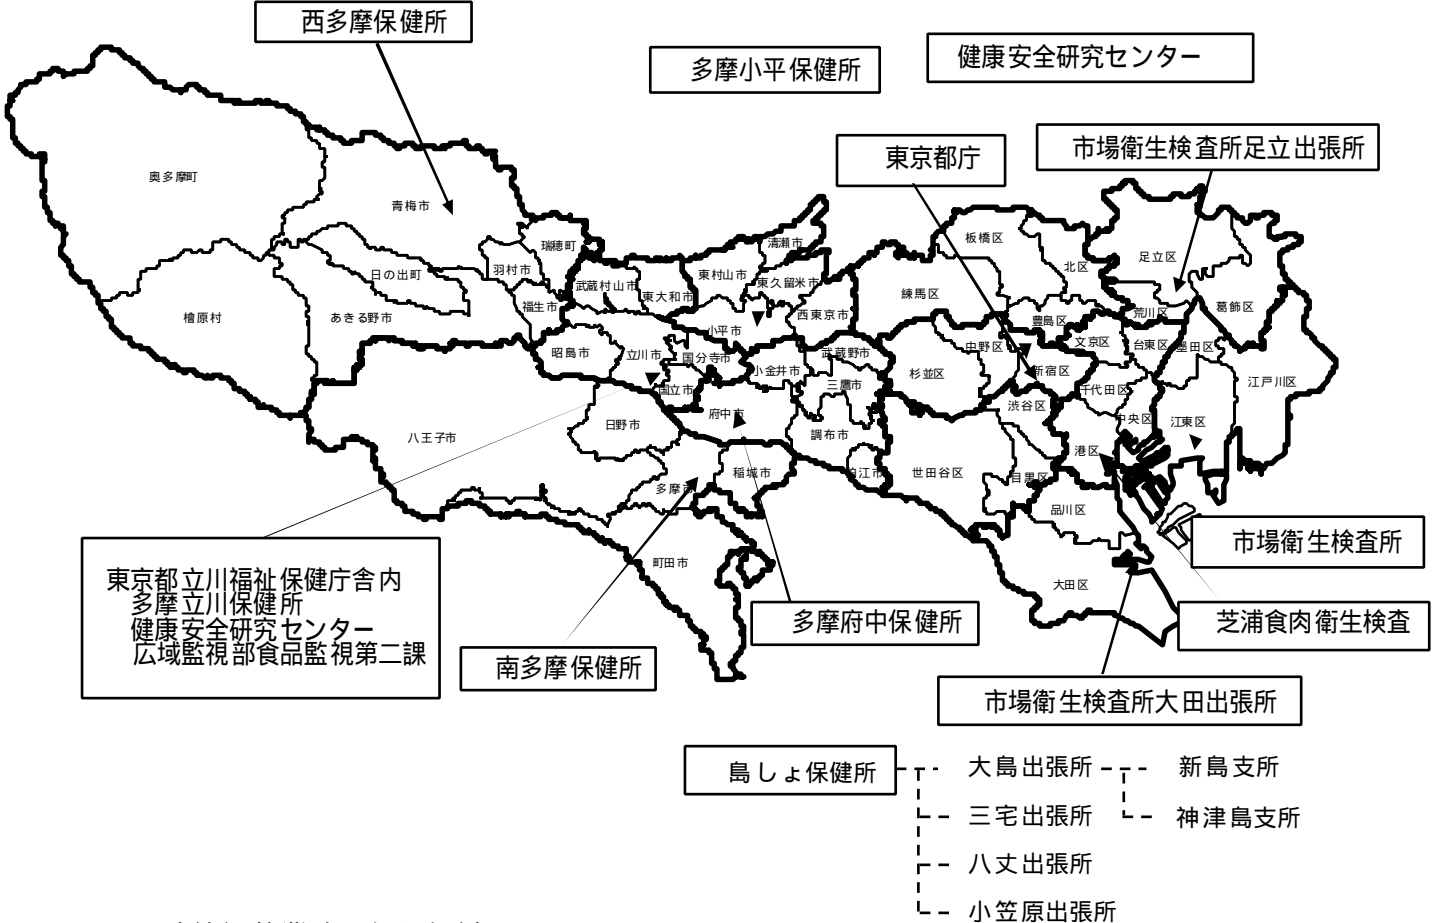 西多摩保健所
多摩小平保健所
健康安全研究センター
東京都庁
市場衛生検査所足立出張所
奥多摩町
青梅市
瑞穂町
清瀬市
板橋区
足立区
日の出町
羽村市
武蔵村山市
東大和市
東村山市
東久留米市
練馬区
北区
葛飾区
檜原村
あきる野市
福生市
小平市
西東京市
豊島区
荒川区
昭島市
立川市
国分寺市
小金井市
武蔵野市
杉並区
中野区
新宿区
文京区
台東区
墨田区
江戸川区
国立市
三鷹市
渋谷区
千代田区
中央区
江東区
八王子市
日野市
府中市
調布市
狛江市
世田谷区
目黒区
港区
多摩市
稲城市
品川区
町田市
大田区
市場衛生検査所
芝浦食肉衛生検査
東京都立川福祉保健庁舎内
多摩立川保健所
健康安全研究センター
広域監視部食品監視第二課
南多摩保健所
多摩府中保健所
市場衛生検査所大田出張所
島しょ保健所
大島出張所
新島支所
三宅出張所
神津島支所
八丈出張所
小笠原出張所